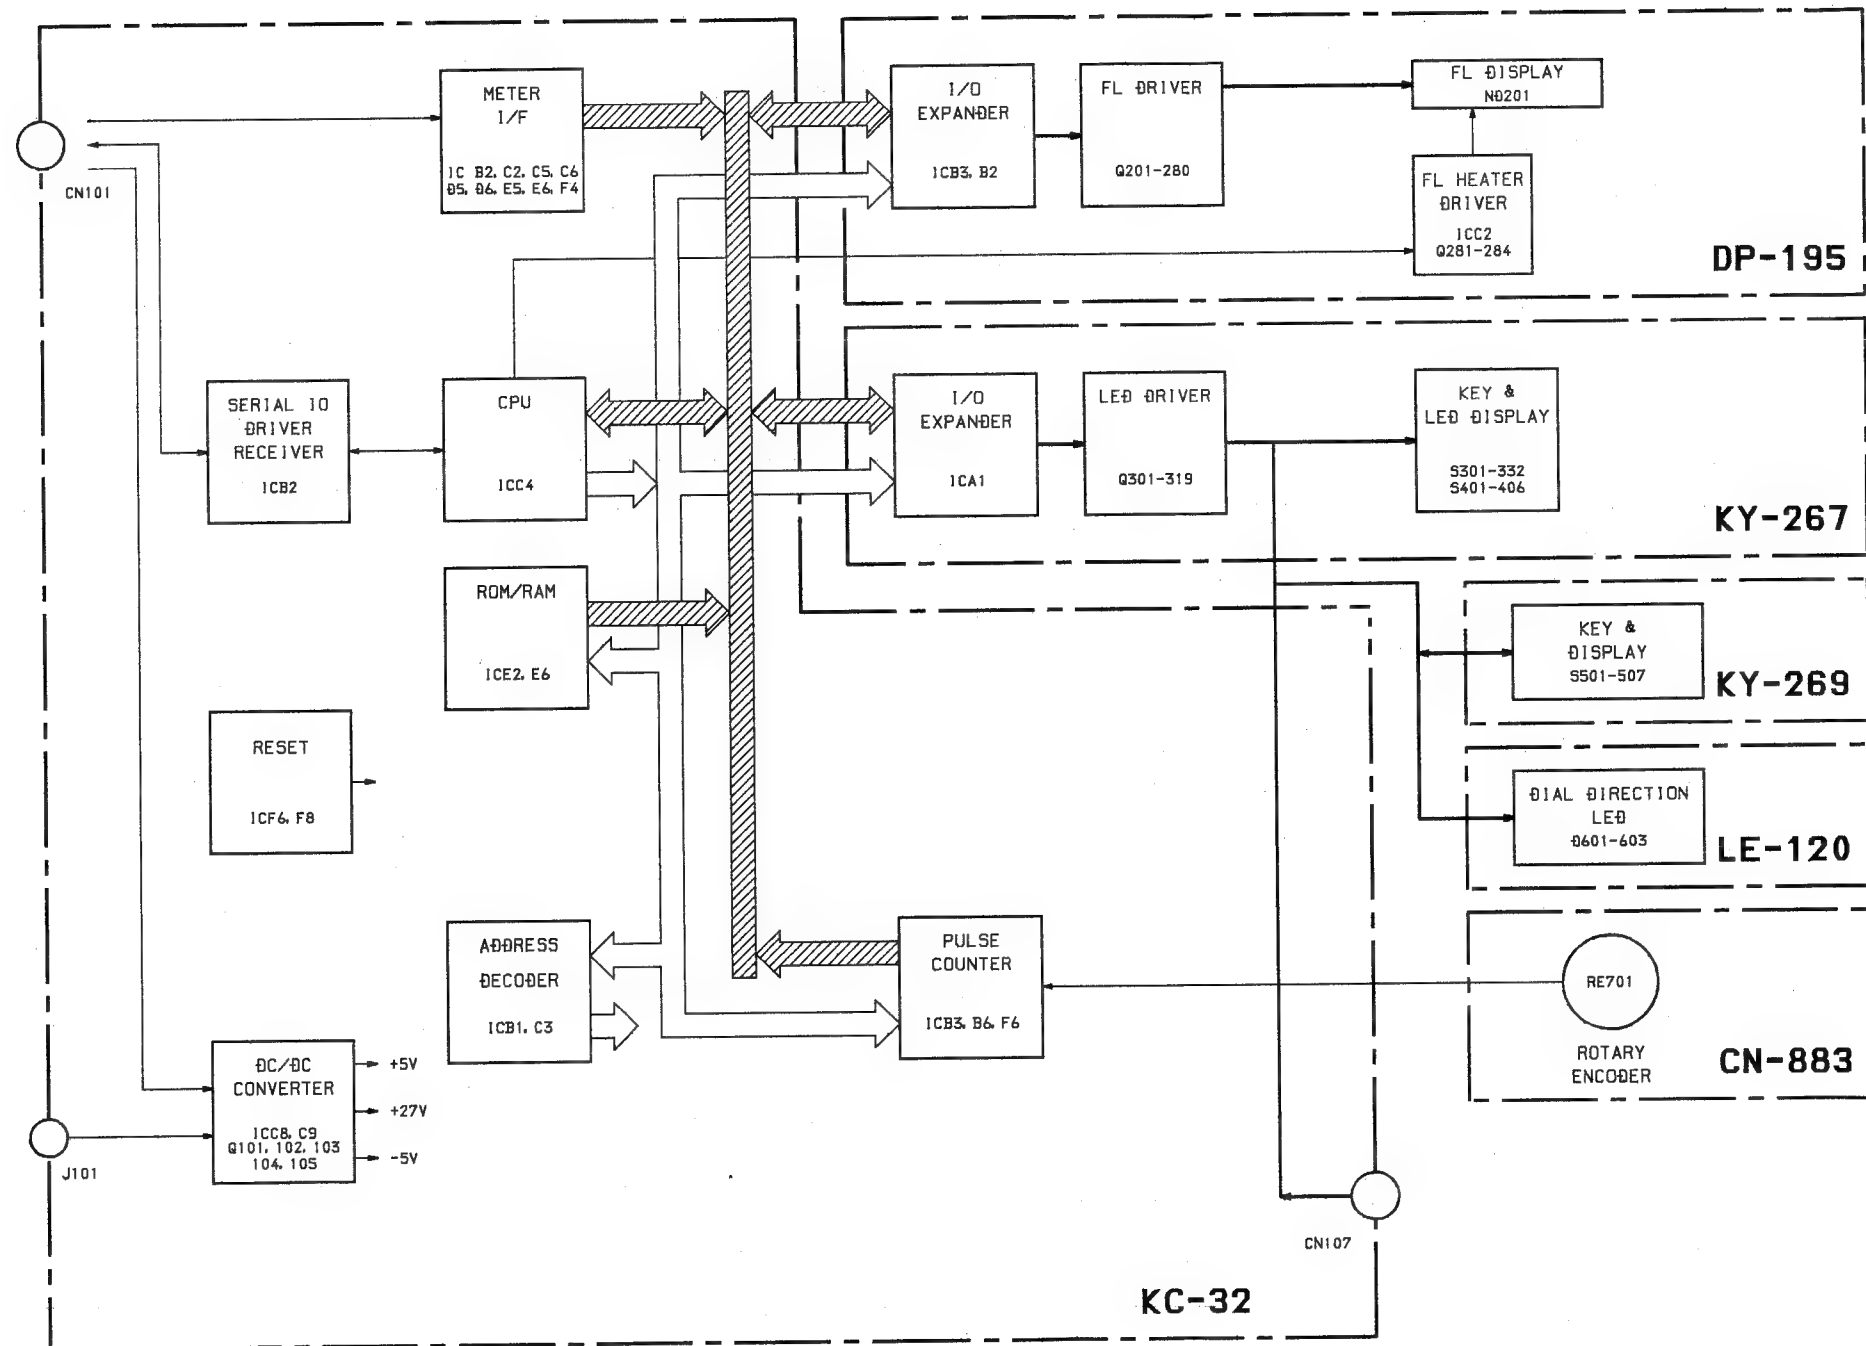 METER
I/F
IC B2, C2, C5, C6
D5, D6, E5, E6, F4
I/O
EXPANDER
ICB3, B2
FL DRIVER
Q201-280
FL DISPLAY
ND201
FL HEATER
DRIVER
ICC2
Q281-284
DP-195
CN101
SERIAL IO
DRIVER
RECEIVER
ICB2
CPU
ICC4
I/O
EXPANDER
ICA1
LED DRIVER
Q301-319
KEY &
LED DISPLAY
S301-332
S401-406
KY-267
ROM/RAM
ICE2, E6
KEY &
DISPLAY
S501-507
KY-269
RESET
ICF6, F8
DIAL DIRECTION
LED
D601-603
LE-120
ADDRESS
DECODER
ICB1, C3
PULSE
COUNTER
ICB3, B6, F6
RE701
ROTARY
ENCODER
CN-883
DC/DC
CONVERTER
ICC8, C9
Q101, 102, 103
104, 105
+5V
+27V
-5V
J101
CN107
KC-32